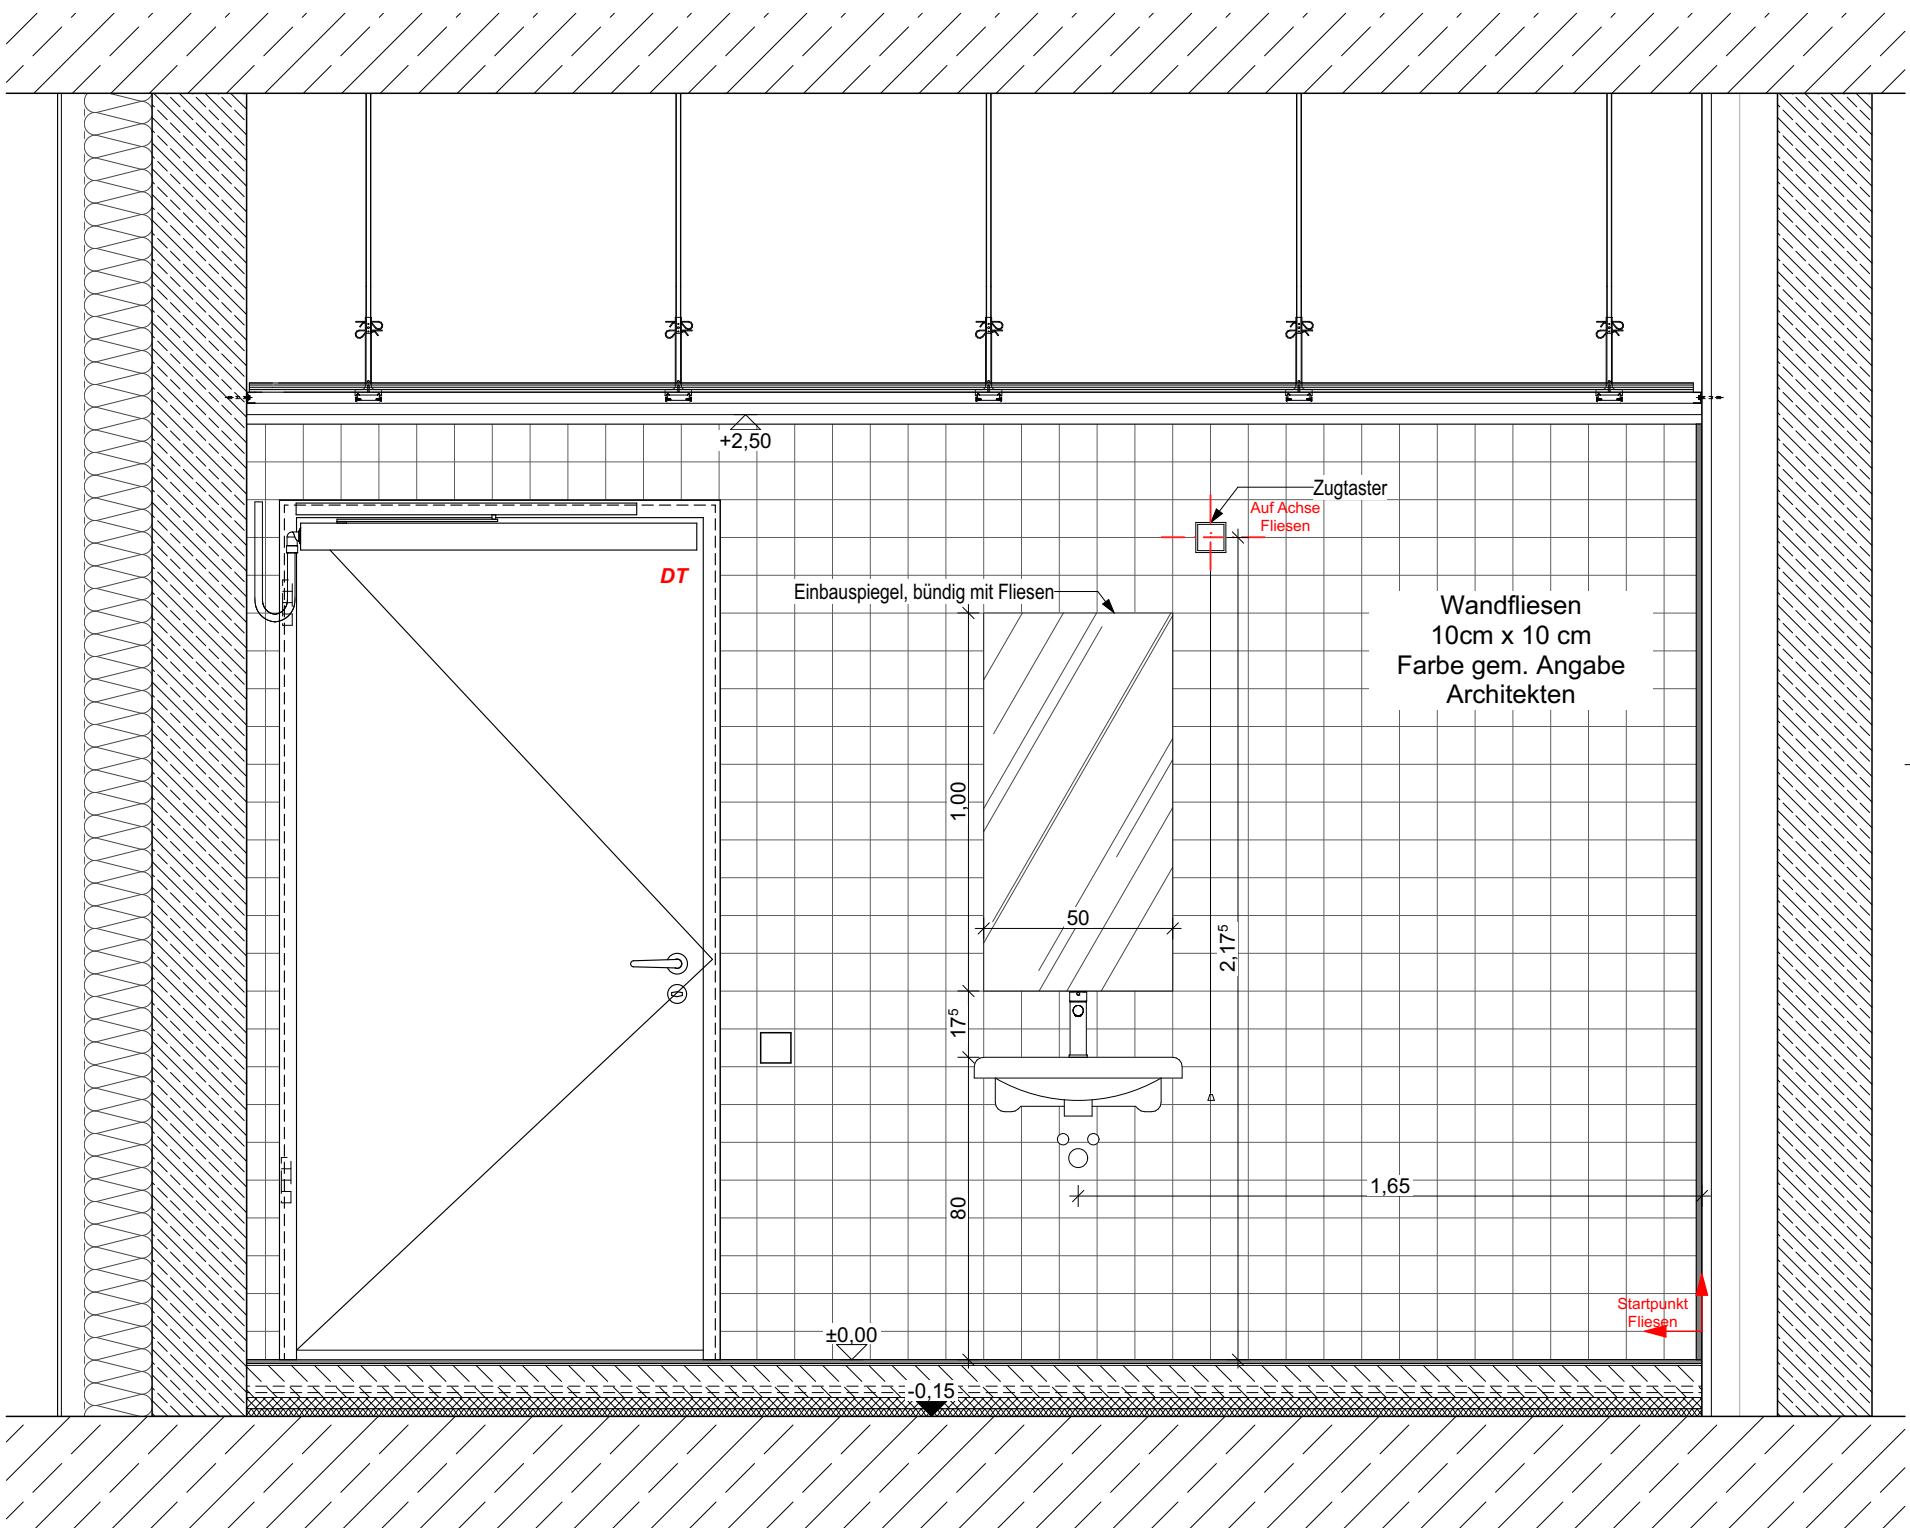 +2,50
Zugtaster
Auf Achse
Fliesen
DT
Einbauspiegel, bündig mit Fliesen
Wandfliesen
10cm x 10 cm
Farbe gem. Angabe
Architekten
1,00
50
2,17⁵
17⁵
1,65
80
Startpunkt
Fliesen
±0,00
-0,15